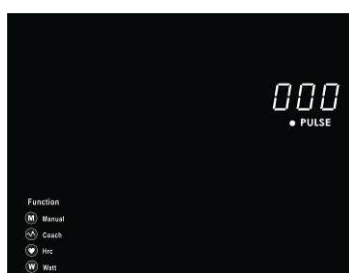 000
• PULSE
Function
M Manual
Coach
Hrc
W Watt